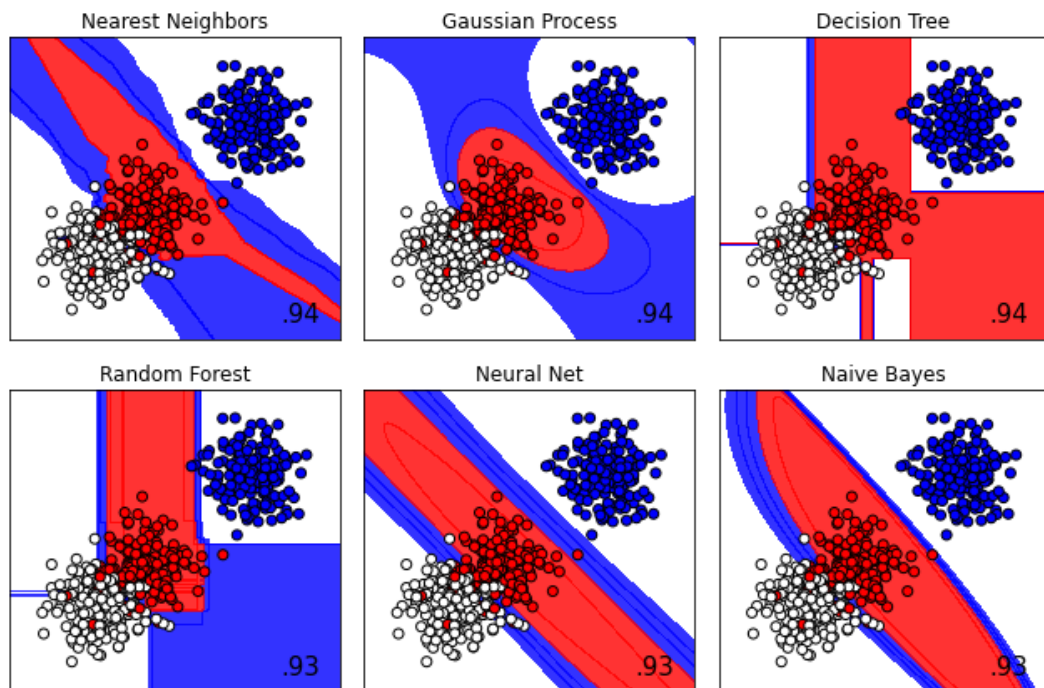 Nearest Neighbors
Gaussian Process
Decision Tree
.94
.94
.94
Random Forest
Neural Net
Naive Bayes
.93
.93
.93